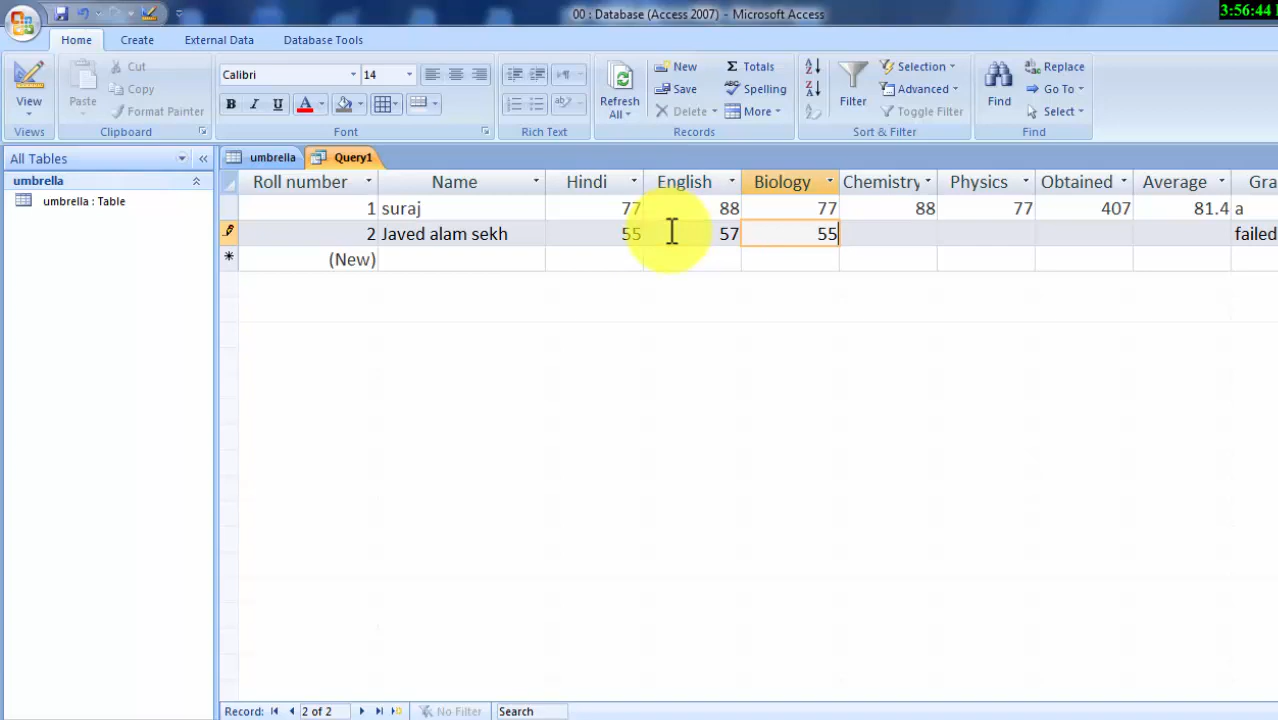 00 : Database (Access 2007) - Microsoft Access
3:56:44
Home Create External Data Database Tools
View
Views
Paste
Cut
Copy
Format Painter
Clipboard
Calibri 14
B I U A
Font
Rich Text
Refresh All
New
Save
Delete
Totals
Spelling
More
Records
Filter
Selection
Advanced
Toggle Filter
Sort & Filter
Find
Replace
Go To
Select
Find
All Tables
umbrella
umbrella : Table
umbrella Query1
Roll number Name Hindi English Biology Chemistry Physics Obtained Average Gra
1 suraj 77 88 77 88 77 407 81.4 a
2 Javed alam sekh 55 57 55 failed
(New)
Record: 2 of 2 No Filter Search